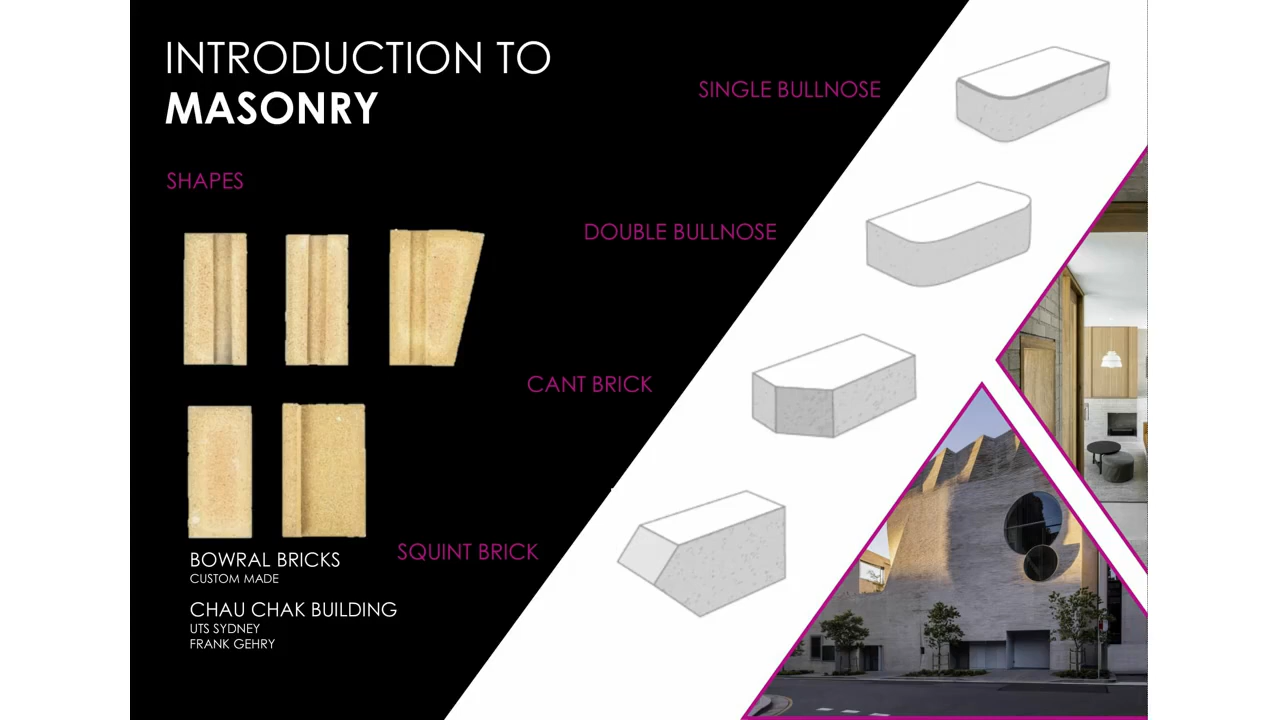 INTRODUCTION TO
MASONRY
SHAPES
SINGLE BULLNOSE
DOUBLE BULLNOSE
CANT BRICK
SQUINT BRICK
BOWRAL BRICKS
CUSTOM MADE
CHAU CHAK BUILDING
UTS SYDNEY
FRANK GEHRY